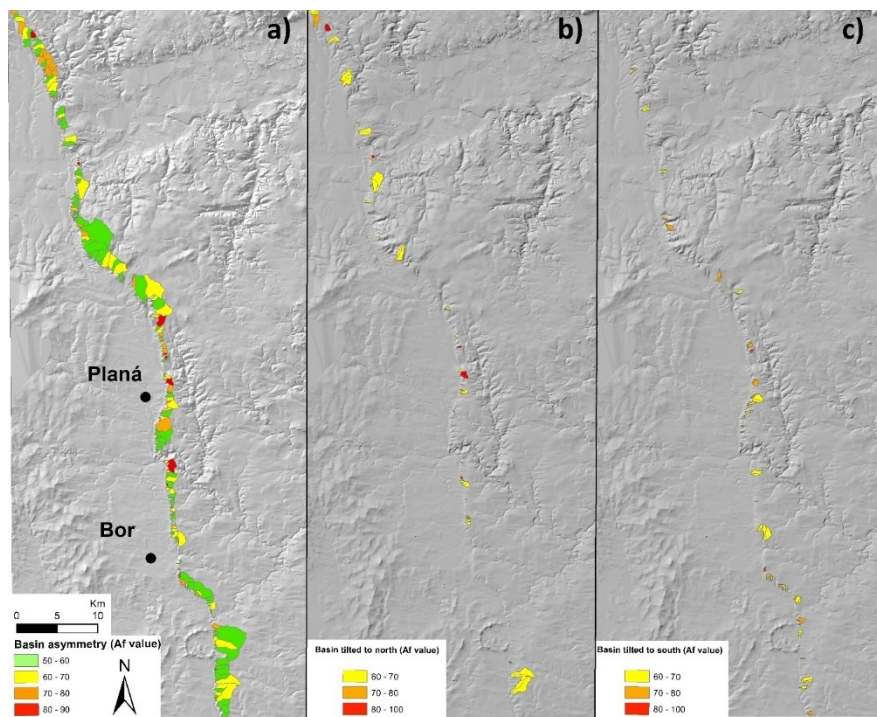 a)
b)
c)
Planá
Bor
Km
0 5 10
Basin asymmetry (Af value)
50 - 60
60 - 70
70 - 80
80 - 90
N
Basin tilted to north (Af value)
60 - 70
70 - 80
80 - 100
Basin tilted to south (Af value)
60 - 70
70 - 80
80 - 100